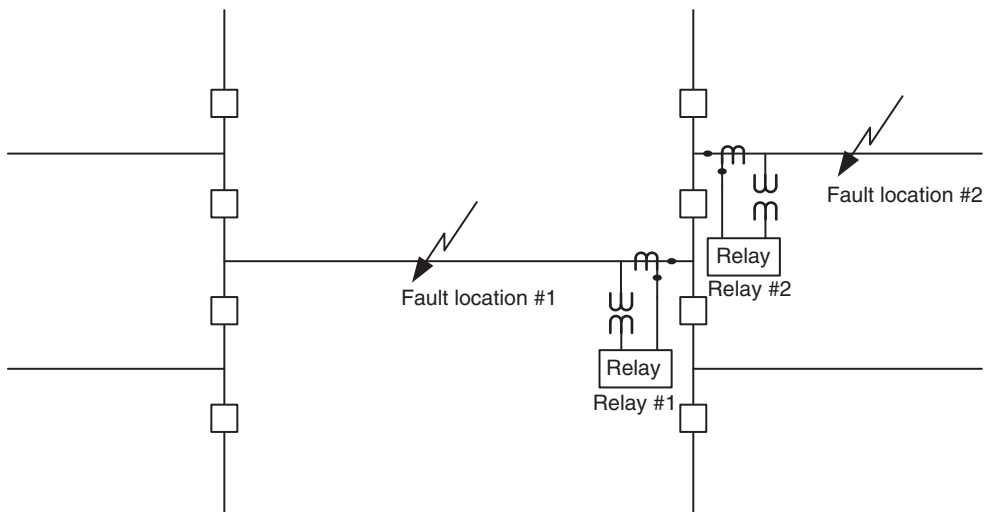 Fault location #2
Relay
Relay #2
Fault location #1
Relay
Relay #1